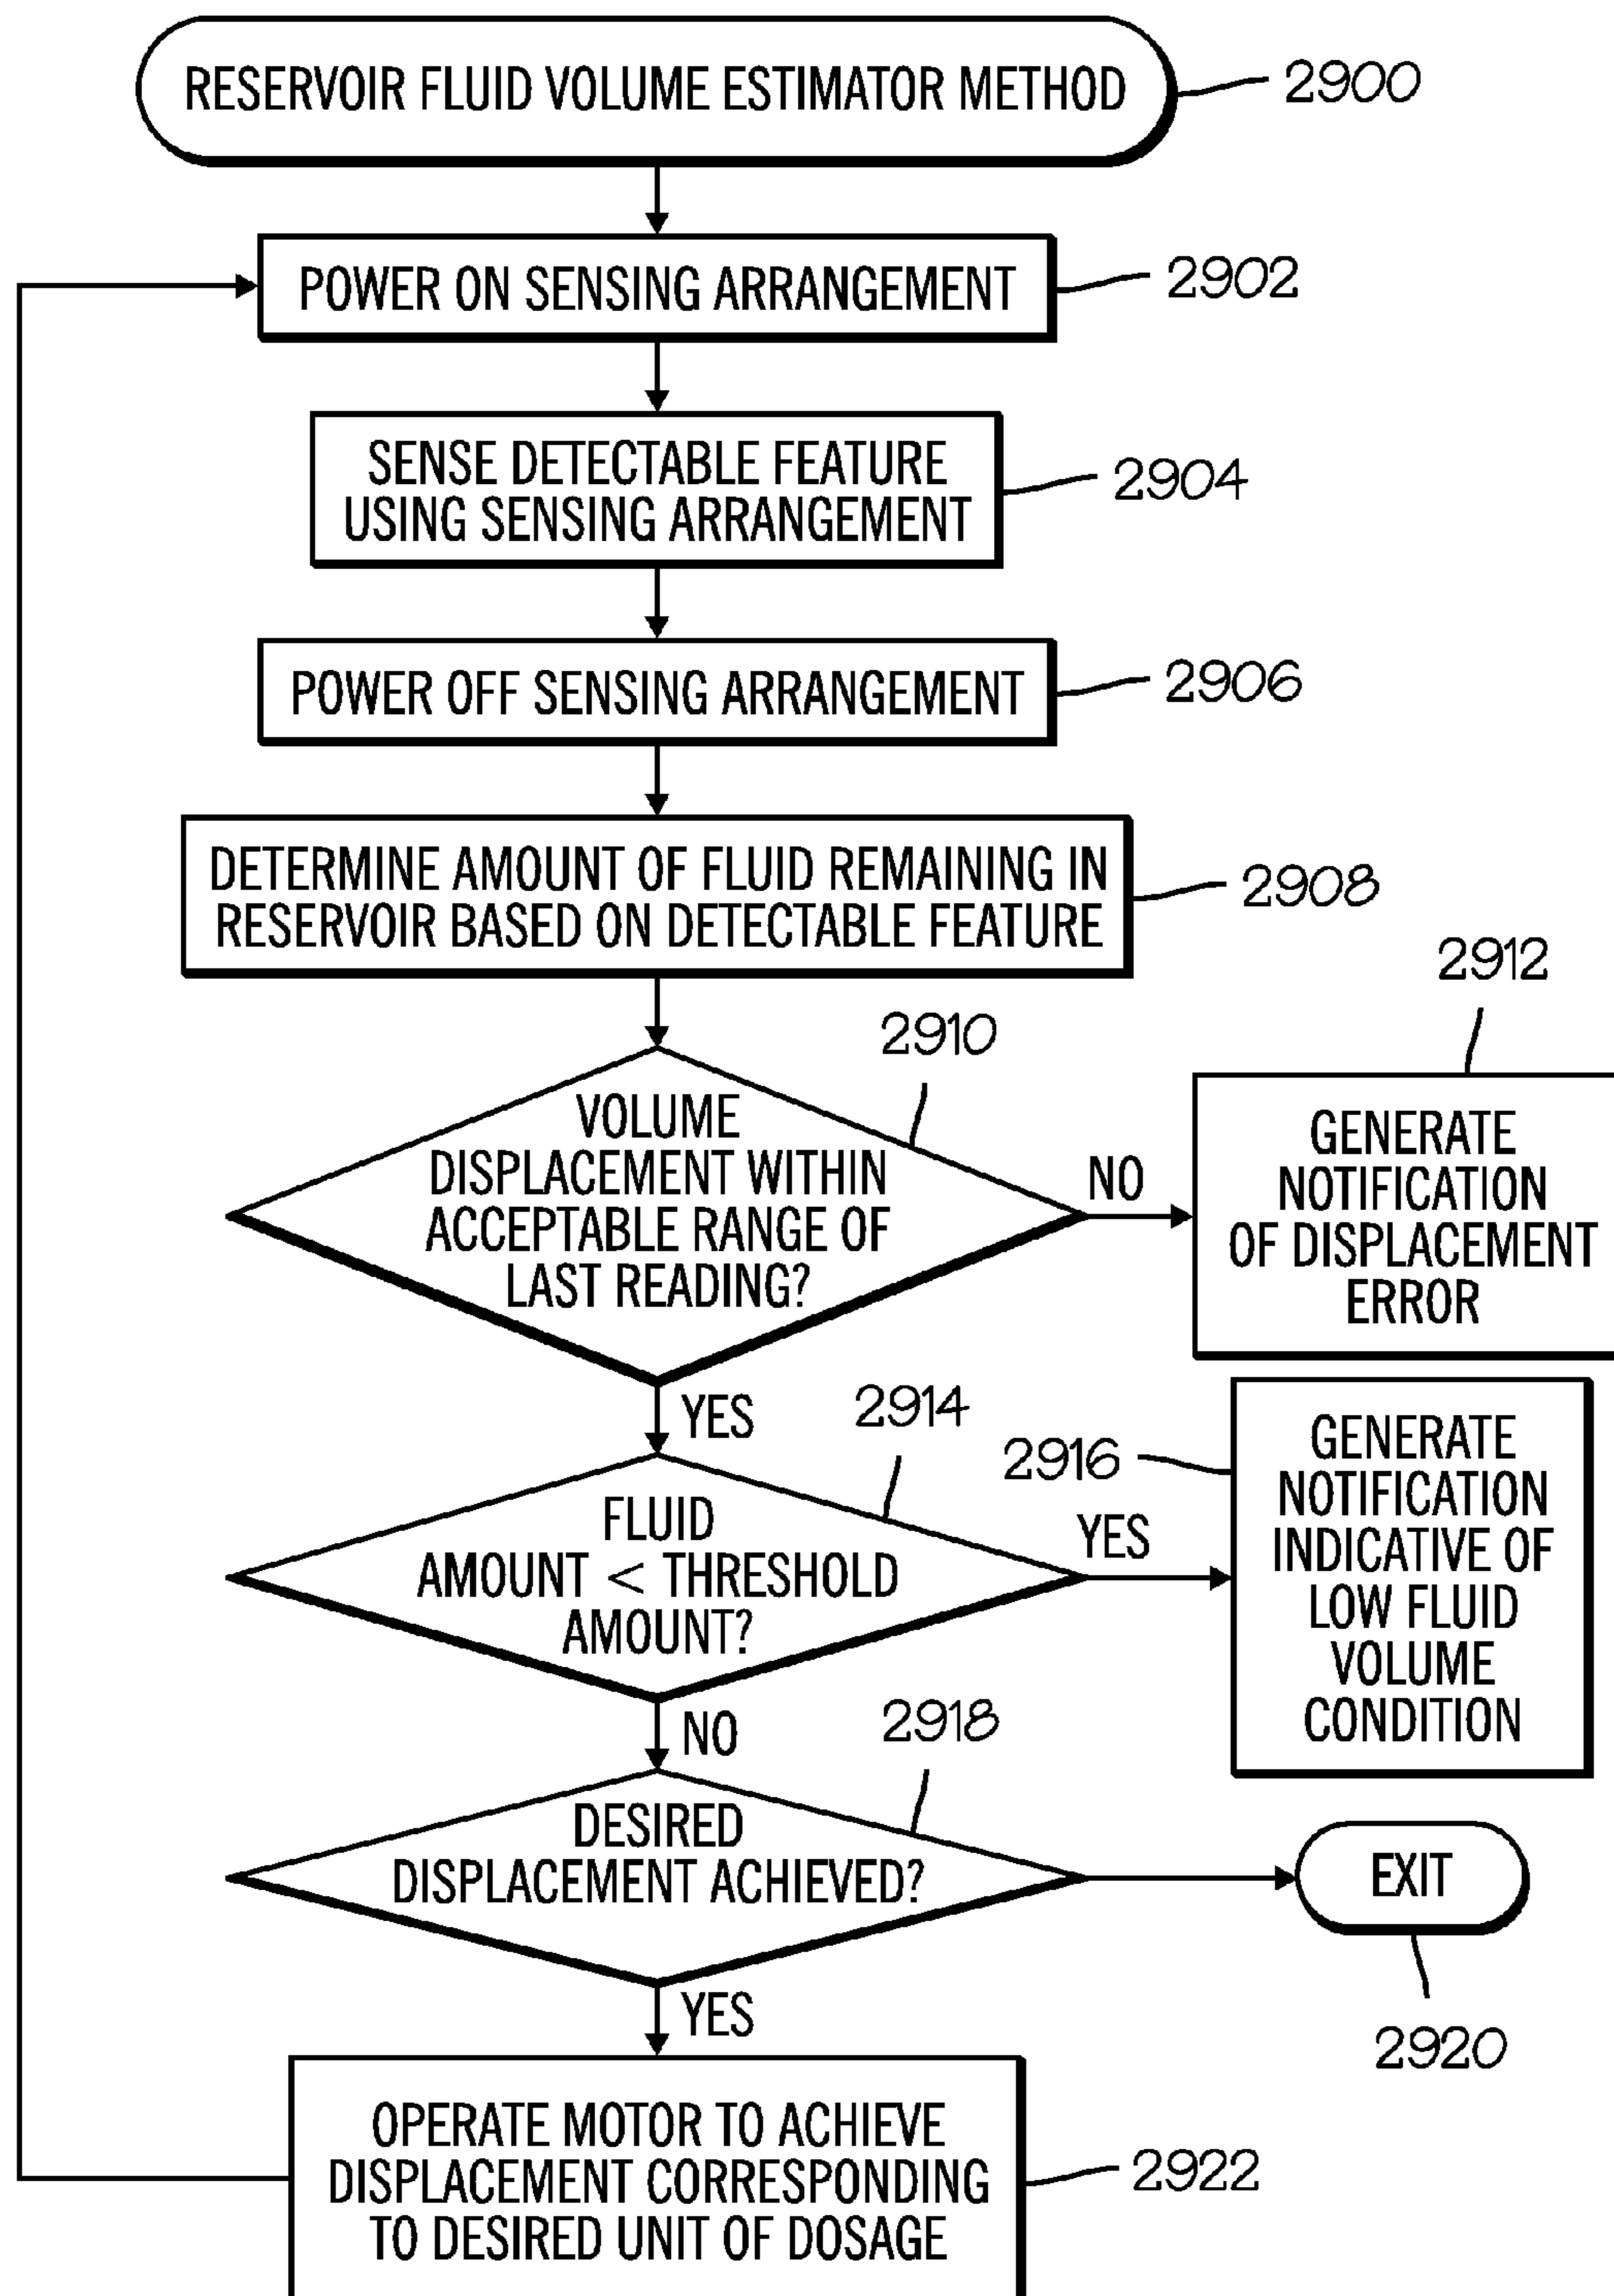 RESERVOIR FLUID VOLUME ESTIMATOR METHOD
2900
POWER ON SENSING ARRANGEMENT
2902
SENSE DETECTABLE FEATURE
USING SENSING ARRANGEMENT
2904
POWER OFF SENSING ARRANGEMENT
2906
DETERMINE AMOUNT OF FLUID REMAINING IN
RESERVOIR BASED ON DETECTABLE FEATURE
2908
2910
VOLUME
DISPLACEMENT WITHIN
ACCEPTABLE RANGE OF
LAST READING?
NO
2912
GENERATE
NOTIFICATION
OF DISPLACEMENT
ERROR
YES
2914
FLUID
AMOUNT < THRESHOLD
AMOUNT?
YES
2916
GENERATE
NOTIFICATION
INDICATIVE OF
LOW FLUID
VOLUME
CONDITION
NO
2918
DESIRED
DISPLACEMENT ACHIEVED?
EXIT
2920
YES
OPERATE MOTOR TO ACHIEVE
DISPLACEMENT CORRESPONDING
TO DESIRED UNIT OF DOSAGE
2922